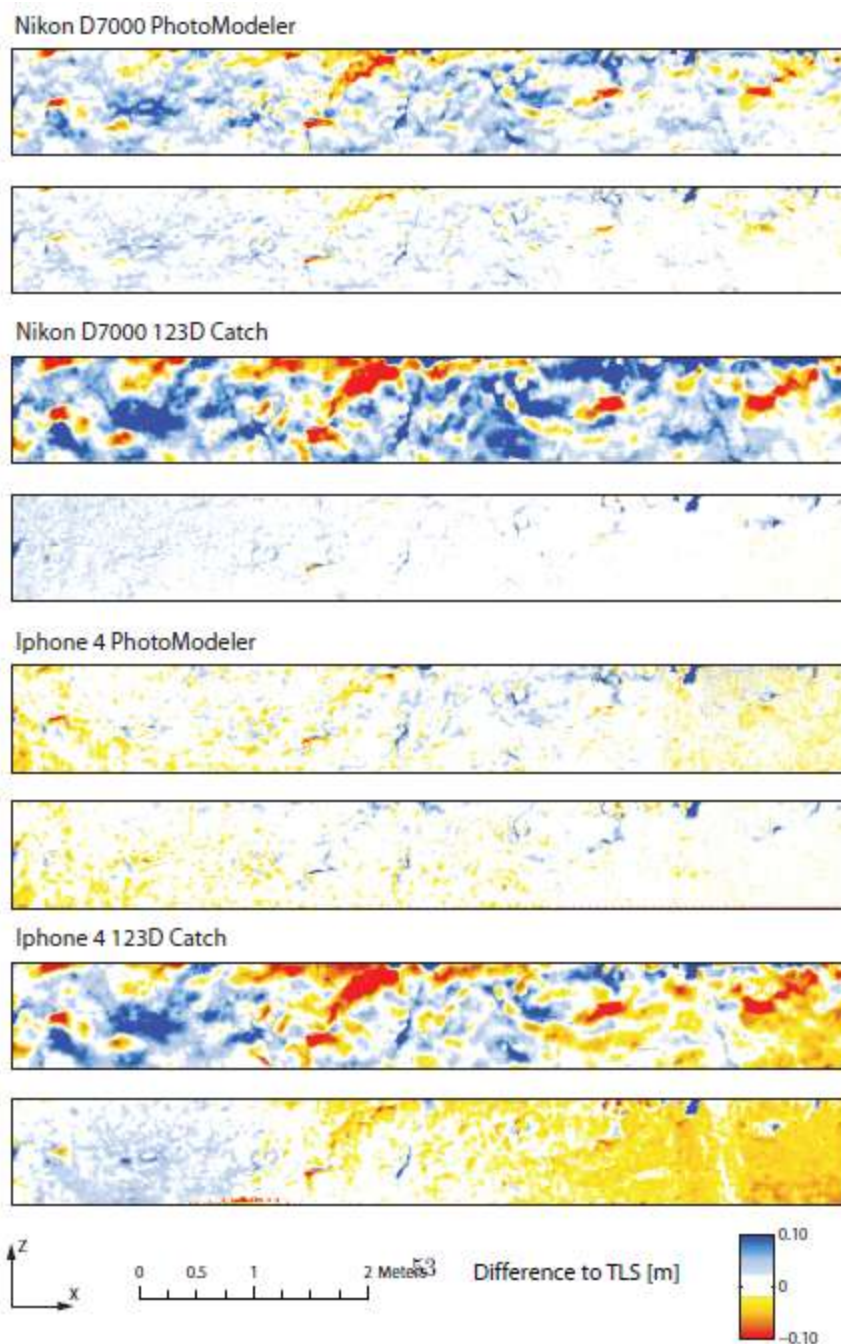 Nikon D7000 PhotoModeler
Nikon D7000 123D Catch
Iphone 4 PhotoModeler
Iphone 4 123D Catch
Z
X
0 0.5 1 2 Meters
53
Difference to TLS [m]
0.10
0
-0.10